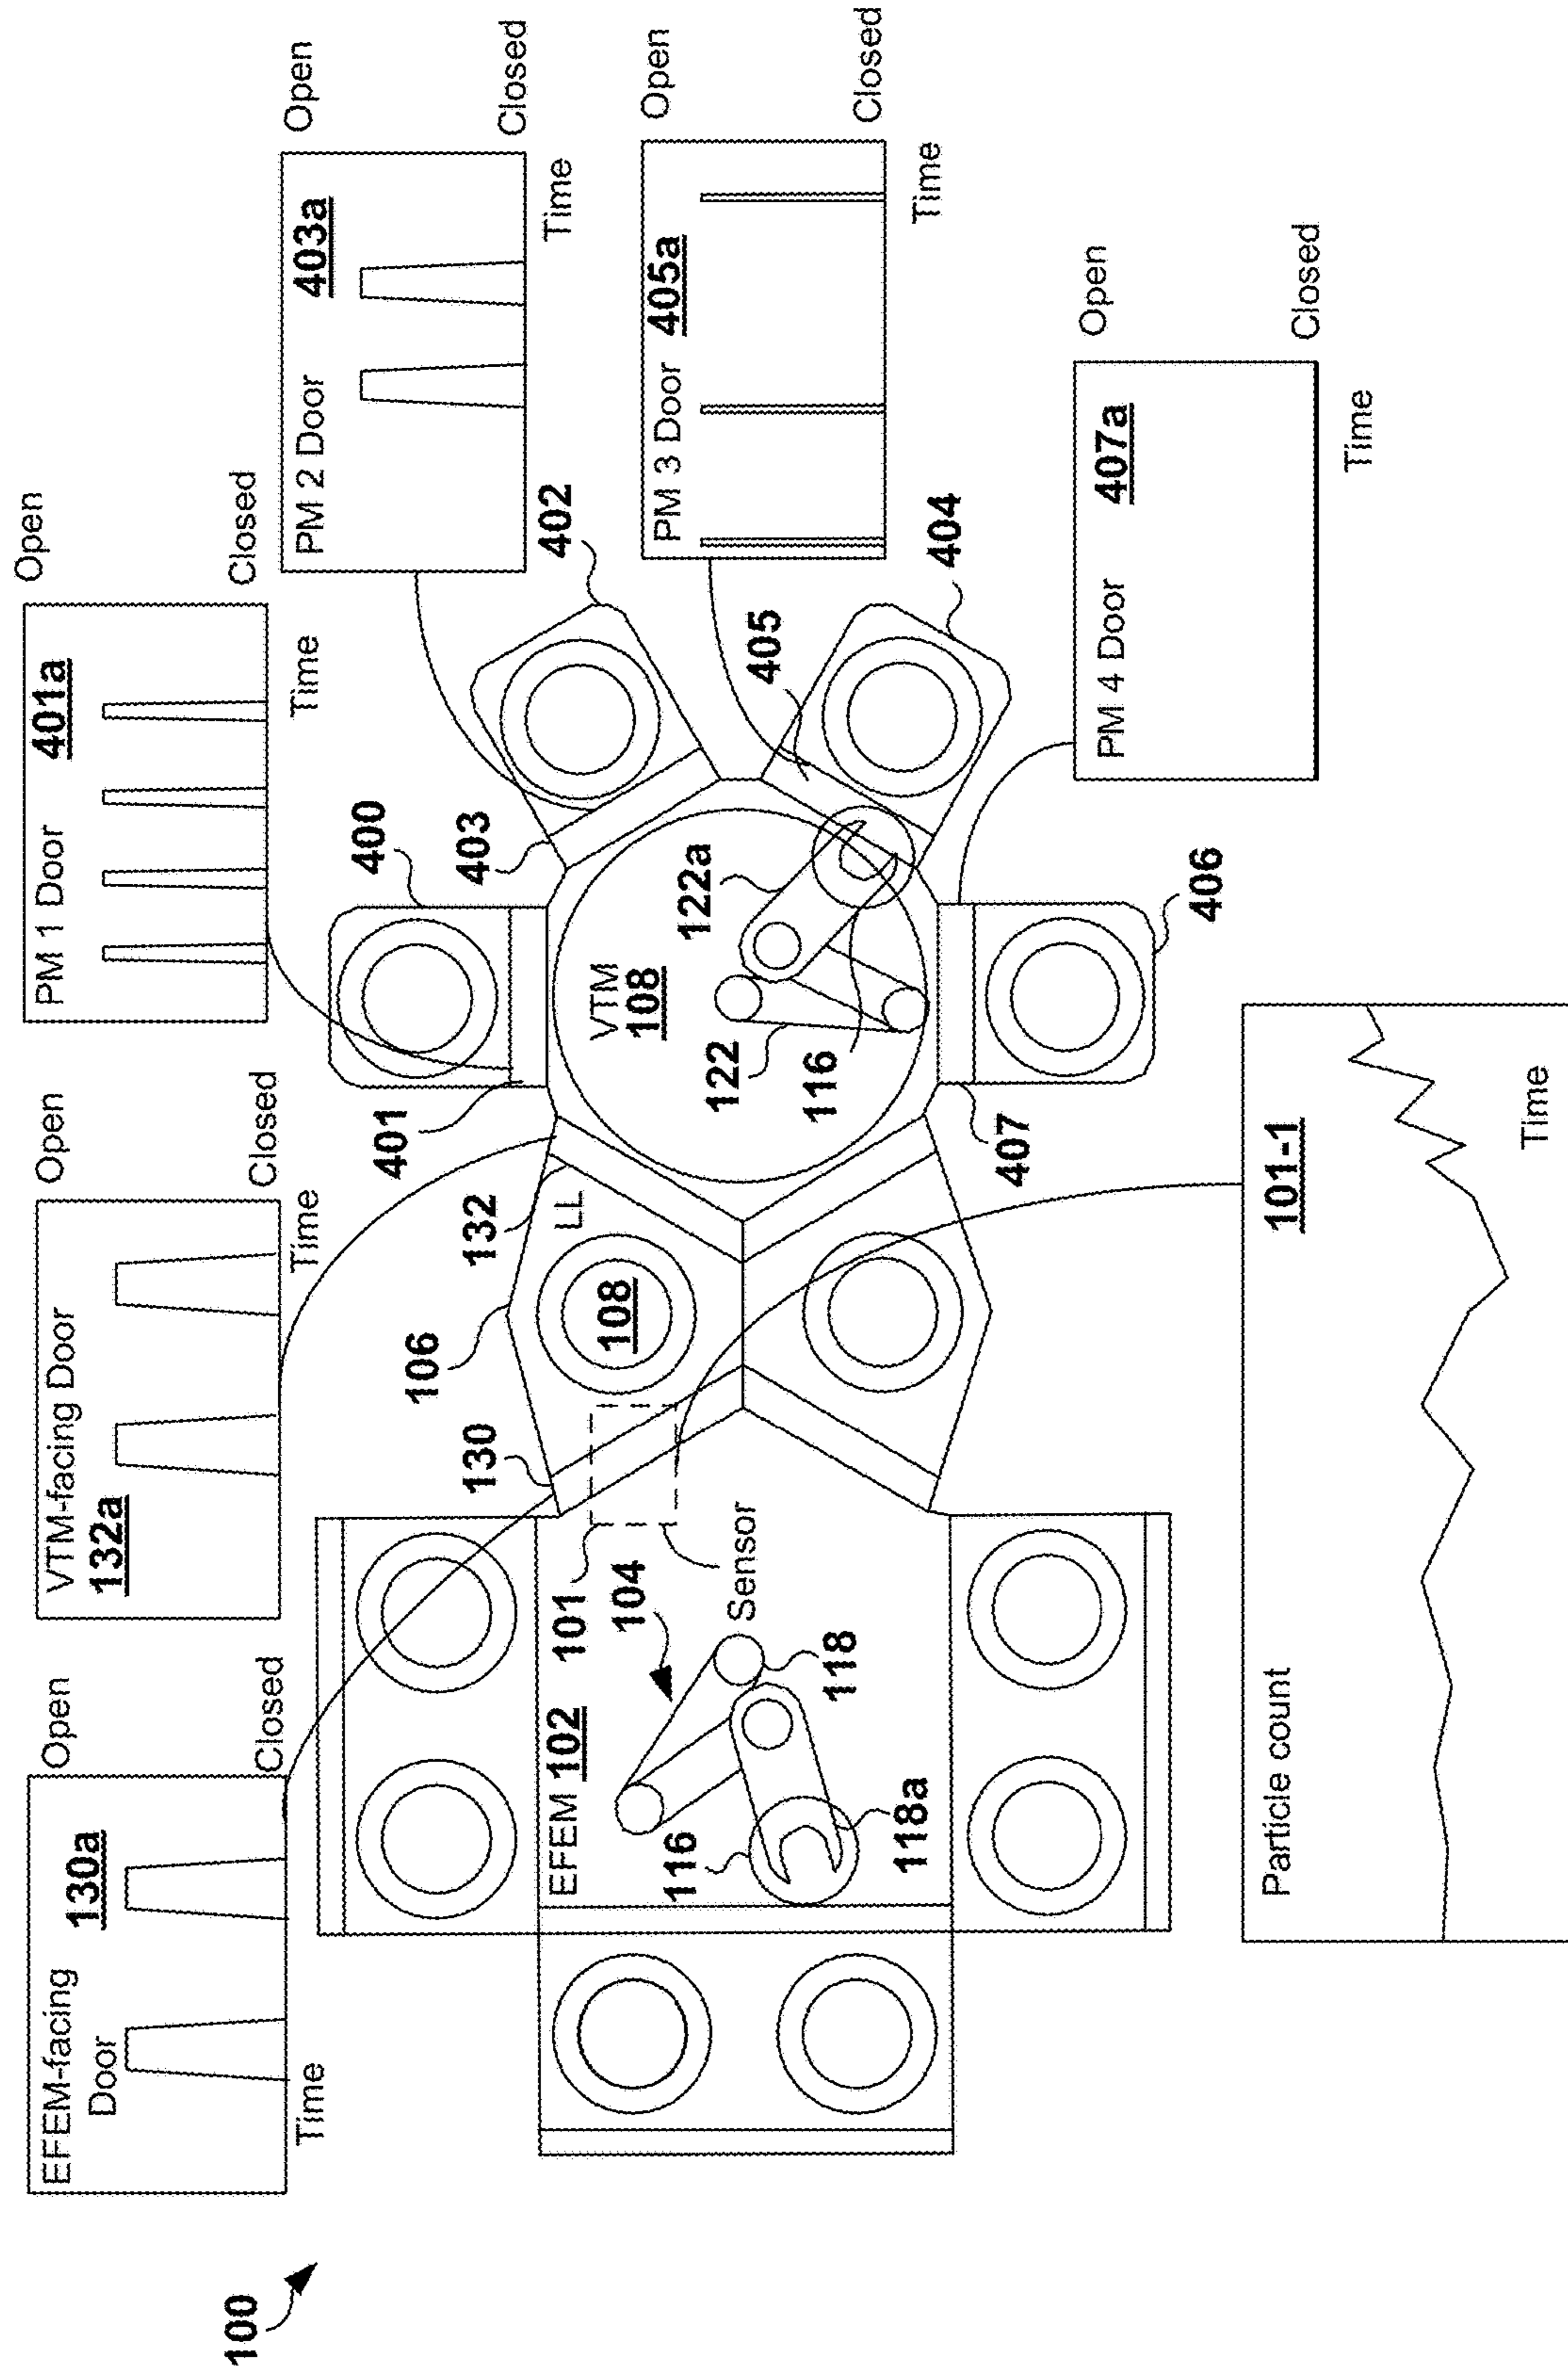 100
EFEM-facing
Door
130a
Open
Closed
Time
VTM-facing Door
132a
Open
Closed
Time
PM 1 Door
401a
Open
Closed
Time
PM 2 Door
403a
Open
Closed
Time
PM 3 Door
405a
Open
Closed
Time
PM 4 Door
407a
Open
Closed
Time
EFEM 102
101
104
Sensor
116
118
118a
130
106
108
132
LL
401
400
403
402
VTM
108
122
122a
116
405
404
407
406
Particle count
101-1
Time